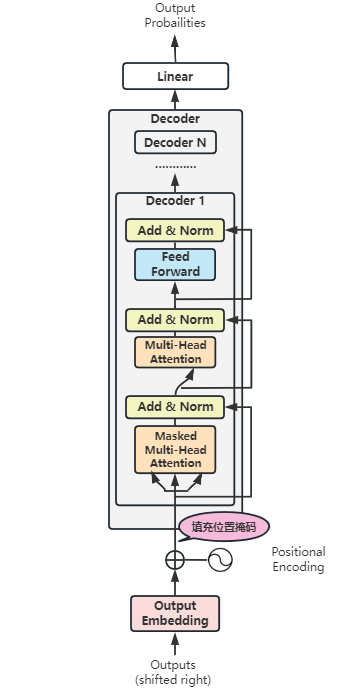 Output
Probailities
Linear
Decoder
Decoder N
............
Decoder 1
Add & Norm
Feed
Forward
Add & Norm
Multi-Head
Attention
Add & Norm
Masked
Multi-Head
Attention
填充位置掩码
Positional
Encoding
Output
Embedding
Outputs
(shifted right)